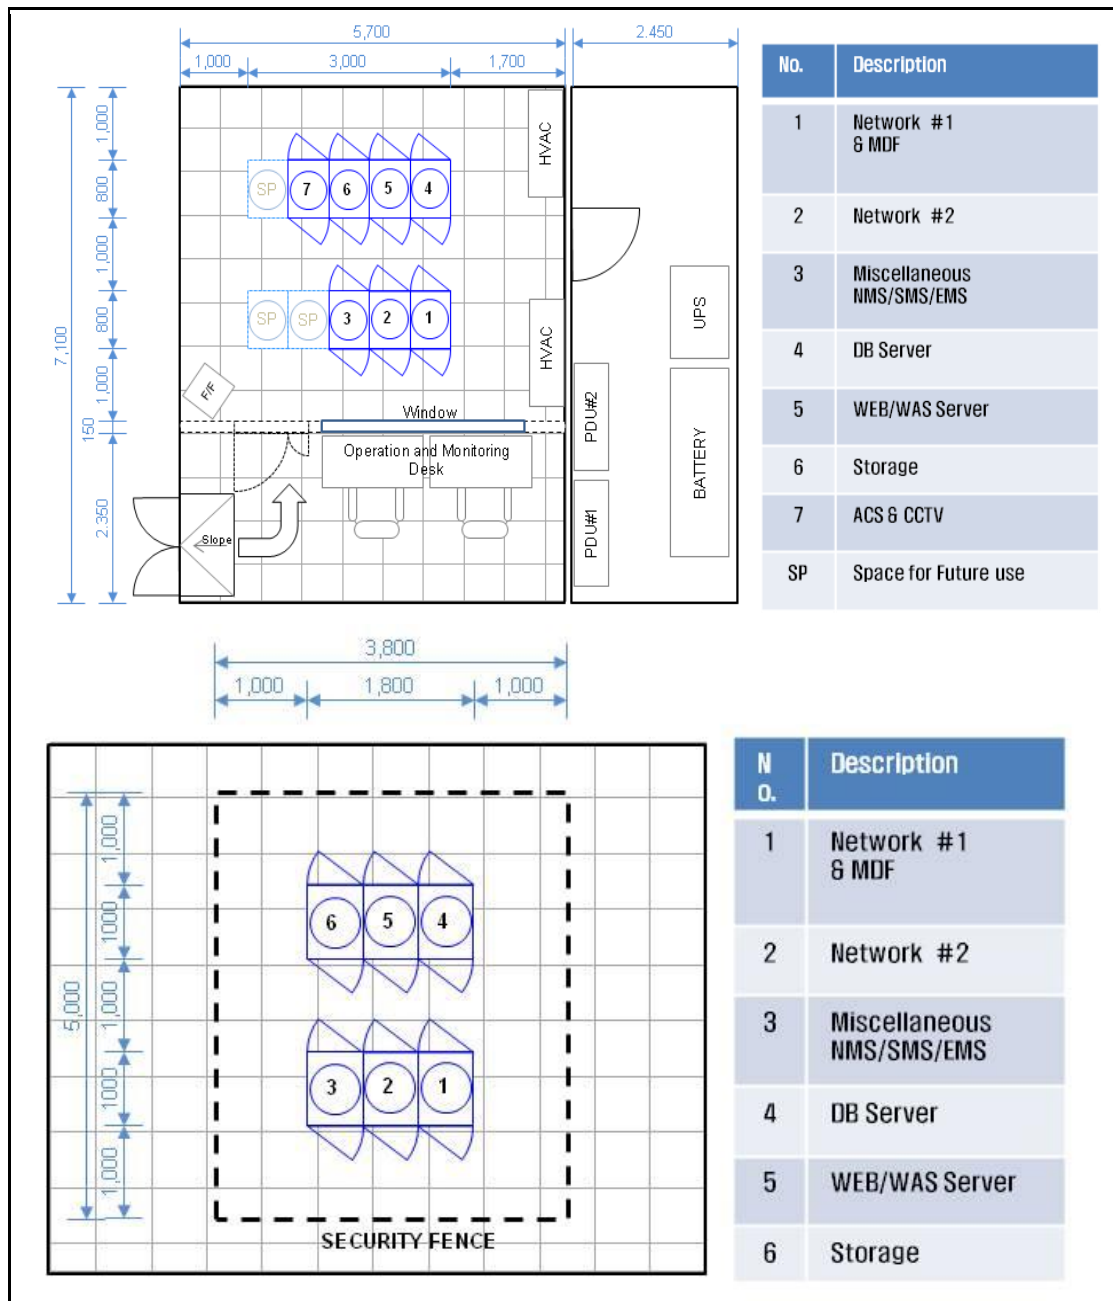 5,700
2.450
1,000
3,000
1,700
7,100
1,000
800
1,000
800
1,000
150
2.350
HVAC
SP
7
6
5
4
HVAC
SP
SP
3
2
1
F/F
Window
Operation and Monitoring
Desk
Slope
UPS
PDU#2
BATTERY
PDU#1
No. Description
1 Network #1
& MDF
2 Network #2
3 Miscellaneous
NMS/SMS/EMS
4 DB Server
5 WEB/WAS Server
6 Storage
7 ACS & CCTV
SP Space for Future use
3,800
1,000
1,800
1,000
5,000
1,000
1000
1,000
1000
1,000
6
5
4
3
2
1
SECURITY FENCE
N Description
O.
1 Network #1
& MDF
2 Network #2
3 Miscellaneous
NMS/SMS/EMS
4 DB Server
5 WEB/WAS Server
6 Storage